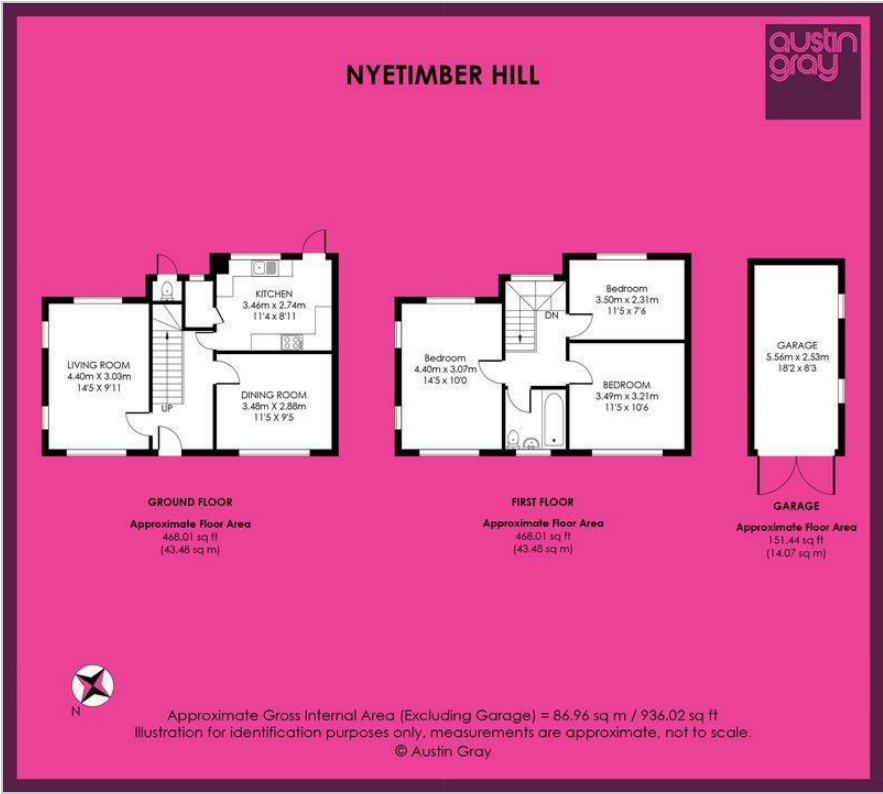 austin
gray
NYETIMBER HILL
KITCHEN
3.46m x 2.74m
11'4 X 8'11
LIVING ROOM
4.40m X 3.03m
14'5 X 9'11
DINING ROOM
3.48m X 2.88m
11'5 X 9'5
UP
GROUND FLOOR
Approximate Floor Area
468.01 sq ft
(43.48 sq m)
Bedroom
3.50m x 2.31m
11'5 x 7'6
DN
Bedroom
4.40m x 3.07m
14'5 x 10'0
BEDROOM
3.49m x 3.21m
11'5 x 10'6
FIRST FLOOR
Approximate Floor Area
468.01 sq ft
(43.48 sq m)
GARAGE
5.56m x 2.53m
18'2 x 8'3
GARAGE
Approximate Floor Area
151.44 sq ft
(14.07 sq m)
N
Approximate Gross Internal Area (Excluding Garage) = 86.96 sq m / 936.02 sq ft
Illustration for identification purposes only, measurements are approximate, not to scale.
© Austin Gray